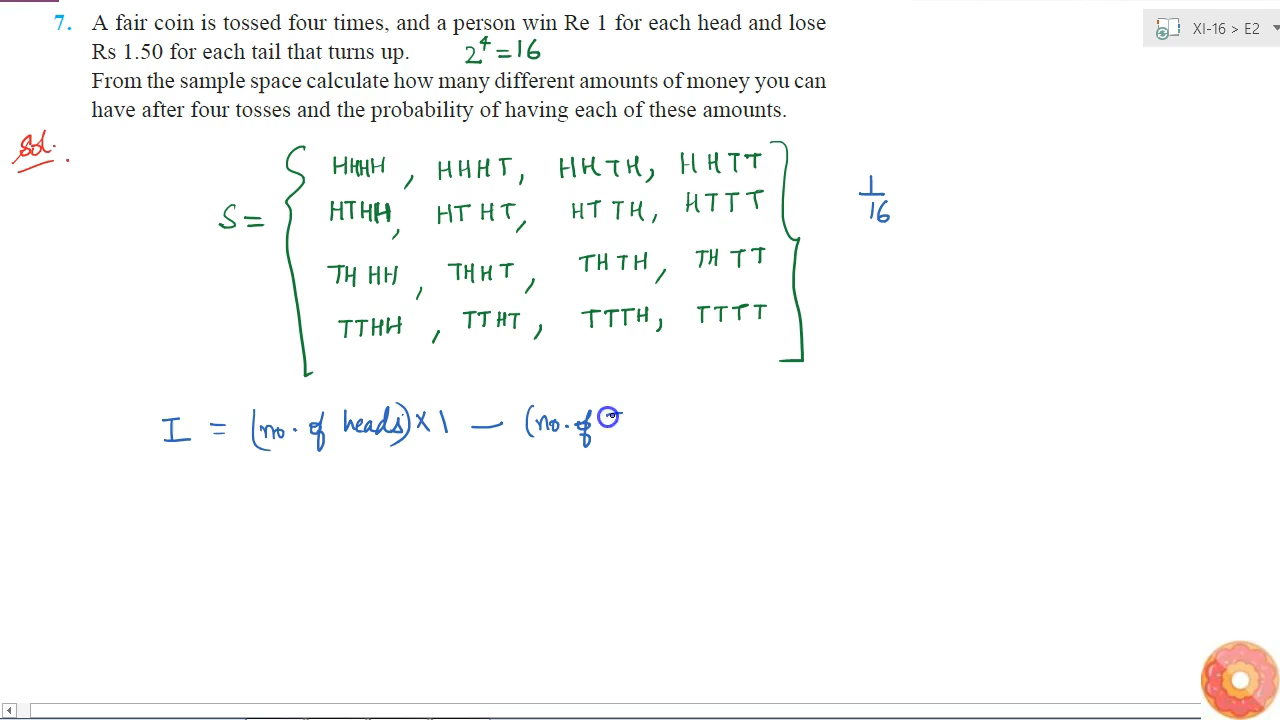 7. A fair coin is tossed four times, and a person win Re 1 for each head and lose
Rs 1.50 for each tail that turns up. 2⁴ = 16
From the sample space calculate how many different amounts of money you can
have after four tosses and the probability of having each of these amounts.
XI-16 > E2
Sol.
S = { HHHH, HHHT, HHTH, HHTT
HTHH, HTHT, HTTH, HTTT
THHH, THHT, THTH, THTT
TTHH, TTHT, TTTH, TTTT }
1/16
I = (no. of heads) × 1 — (no. of